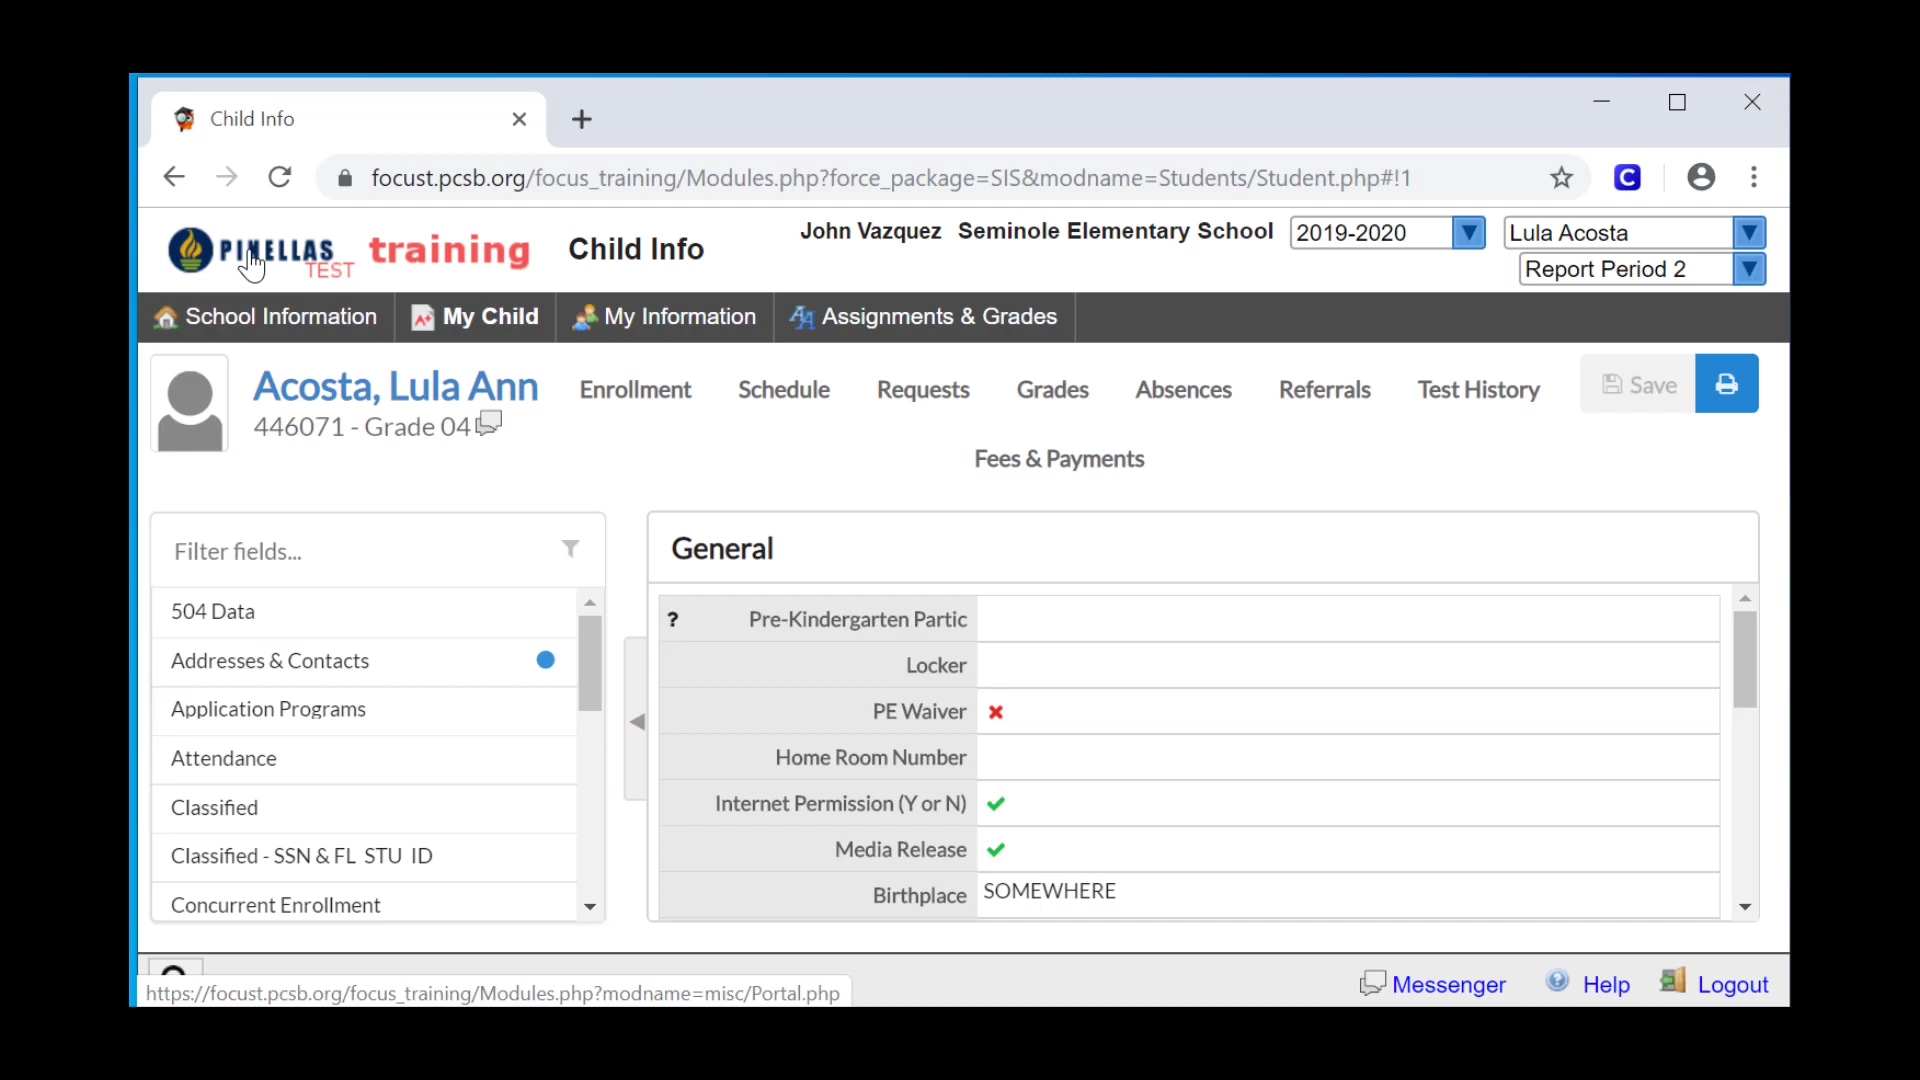 Child Info
focust.pcsb.org/focus_training/Modules.php?force_package=SIS&modname=Students/Student.php#!1
C
PINELLAS
TEST
training
Child Info
John Vazquez Seminole Elementary School 2019-2020 Lula Acosta
Report Period 2
School Information My Child My Information Assignments & Grades
Acosta, Lula Ann
446071 - Grade 04
Enrollment Schedule Requests Grades Absences Referrals Test History
Save
Fees & Payments
Filter fields...
504 Data
Addresses & Contacts
Application Programs
Attendance
Classified
Classified - SSN & FL STU ID
Concurrent Enrollment
General
? Pre-Kindergarten Partic
Locker
PE Waiver
Home Room Number
Internet Permission (Y or N)
Media Release
Birthplace SOMEWHERE
https://focust.pcsb.org/focus_training/Modules.php?modname=misc/Portal.php
Messenger Help Logout